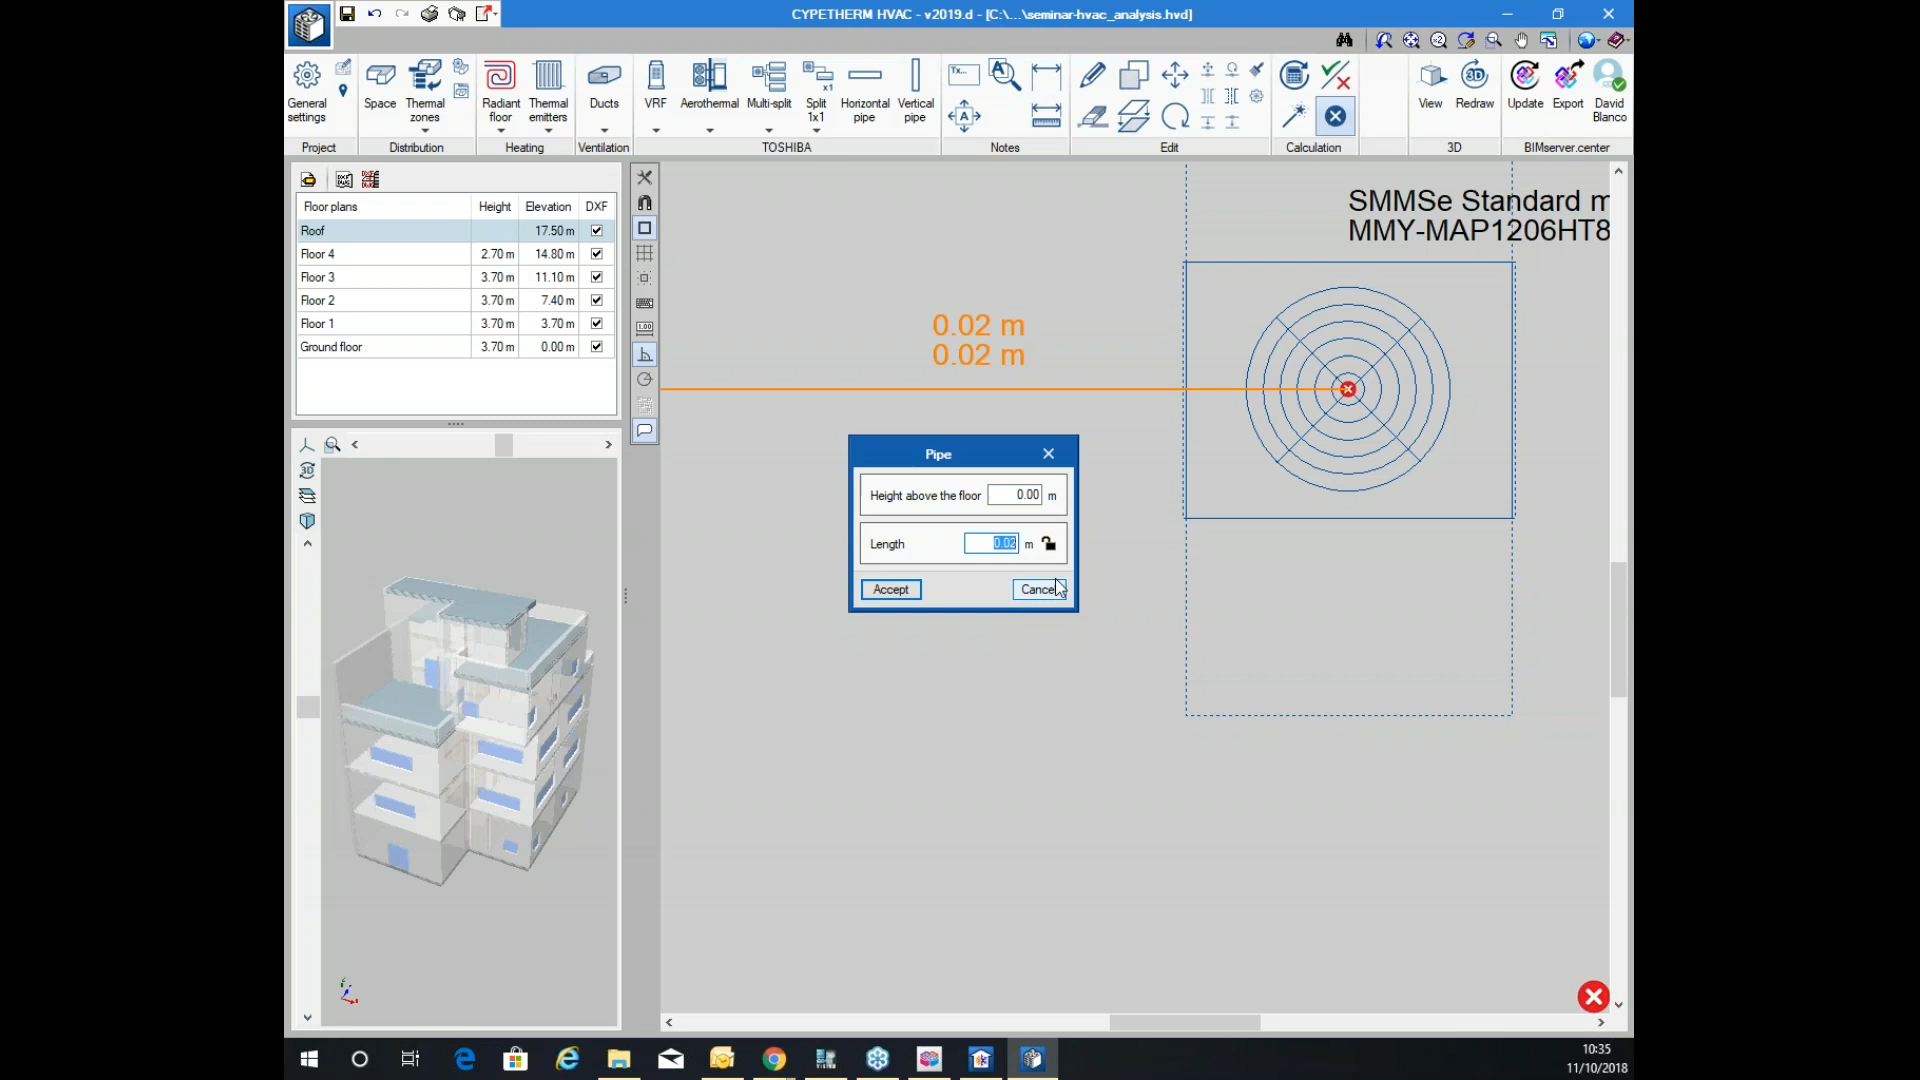 CYPETHERM HVAC - v2019.d - [C:\...\seminar-hvac_analysis.hvd]
General settings
Space
Thermal zones
Radiant floor
Thermal emitters
Ducts
VRF
Aerothermal
Multi-split
Split 1x1
Horizontal pipe
Vertical pipe
Tx...
View
Redraw
Update
Export
David Blanco
Project
Distribution
Heating
Ventilation
TOSHIBA
Notes
Edit
Calculation
3D
BIMserver.center
Floor plans Height Elevation DXF
Roof 17.50 m
Floor 4 2.70 m 14.80 m
Floor 3 3.70 m 11.10 m
Floor 2 3.70 m 7.40 m
Floor 1 3.70 m 3.70 m
Ground floor 3.70 m 0.00 m
SMMSe Standard m
MMY-MAP1206HT8
0.02 m
0.02 m
Pipe
Height above the floor 0.00 m
Length 0.02 m
Accept
Cancel
10:35
11/10/2018